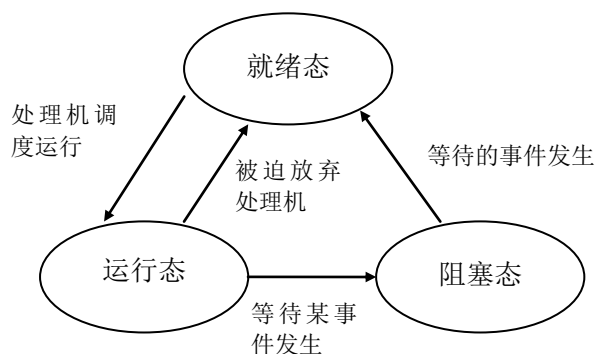 就绪态
处理机调
度运行
被迫放弃
处理机
等待的事件发生
运行态
阻塞态
等待某事
件发生